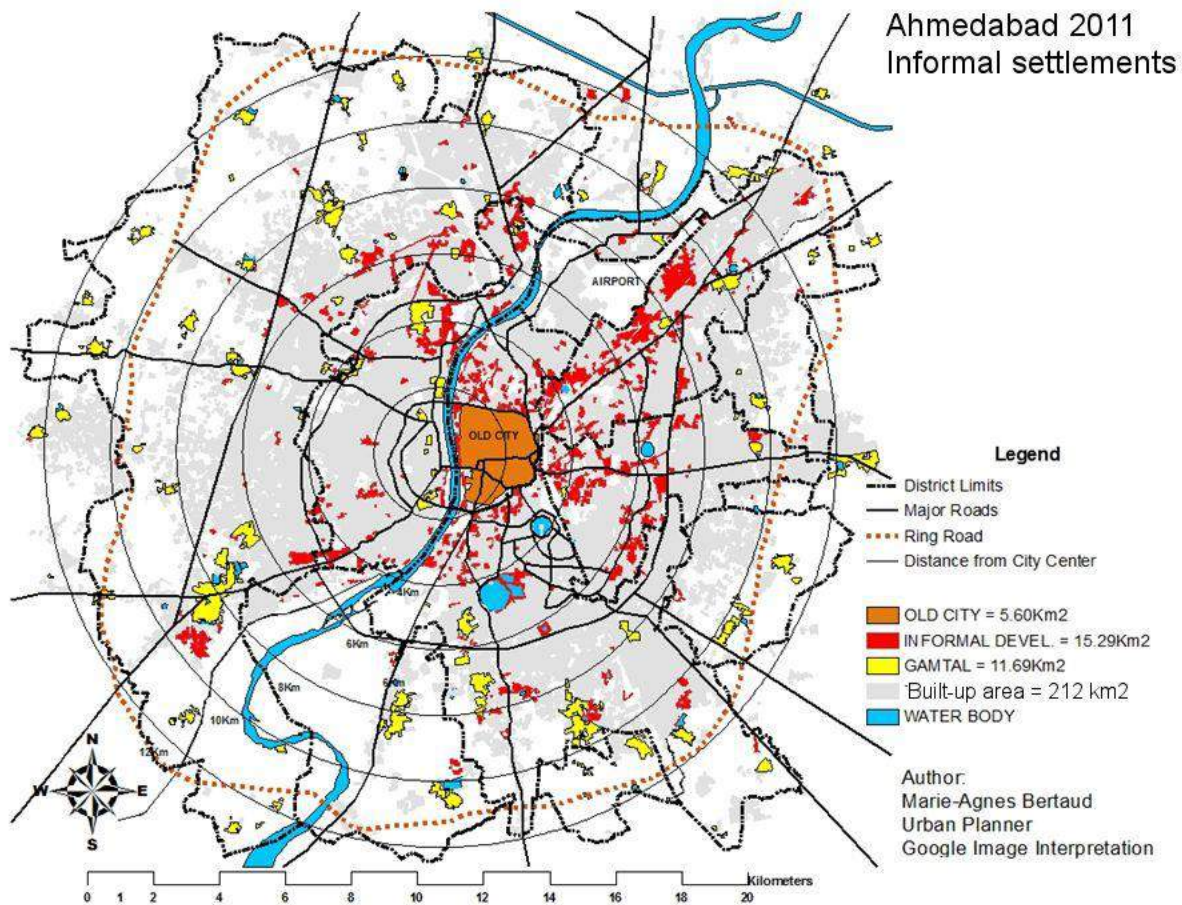 Ahmedabad 2011
Informal settlements
AIRPORT
OLD CITY
4Km
6Km
6Km
8Km
10Km
12Km
N
W
E
S
Legend
District Limits
Major Roads
Ring Road
Distance from City Center
OLD CITY = 5.60Km2
INFORMAL DEVEL. = 15.29Km2
GAMTAL = 11.69Km2
Built-up area = 212 km2
WATER BODY
Author:
Marie-Agnes Bertaud
Urban Planner
Google Image Interpretation
Kilometers
0 1 2 4 6 8 10 12 14 16 18 20